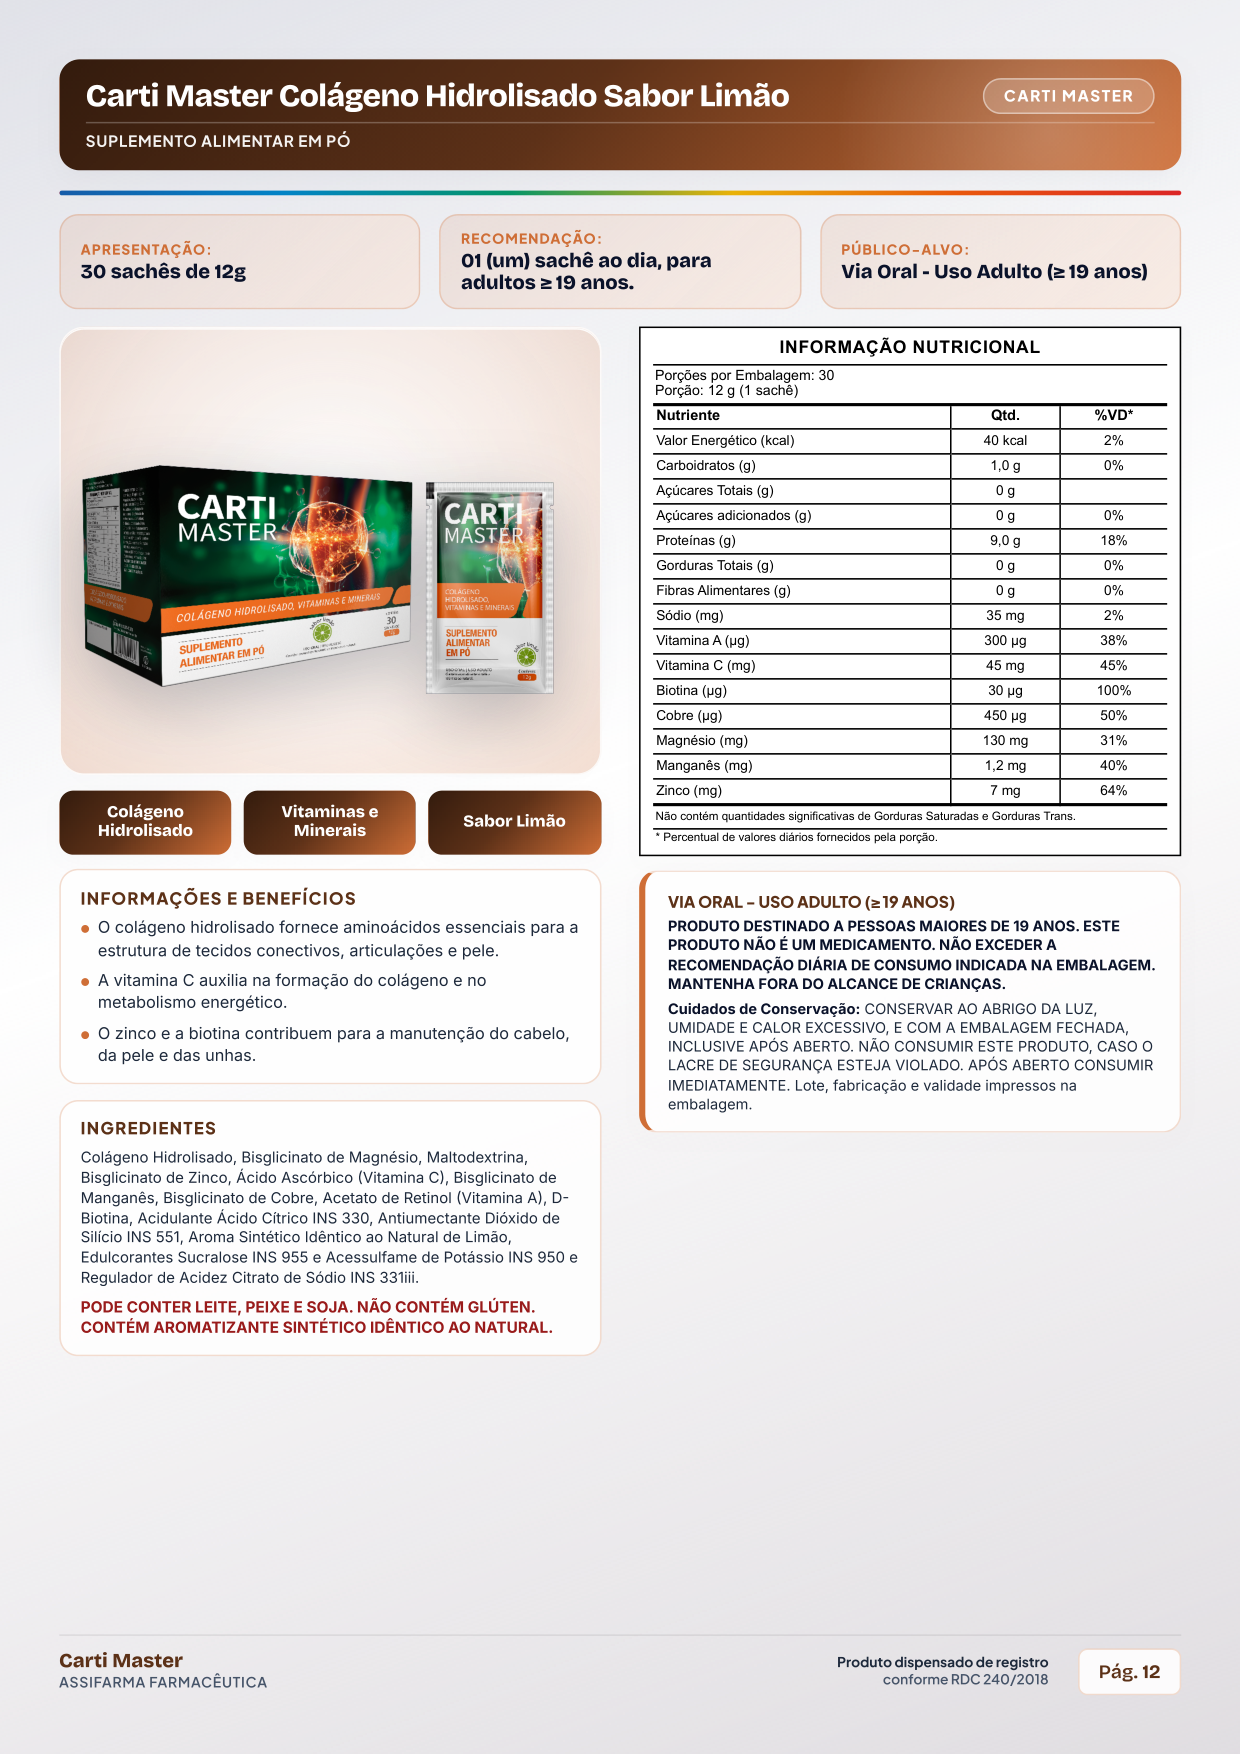 Carti Master Colágeno Hidrolisado Sabor Limão
CARTI MASTER
SUPLEMENTO ALIMENTAR EM PÓ
APRESENTAÇÃO:
30 sachês de 12g
RECOMENDAÇÃO:
01 (um) sachê ao dia, para
adultos ≥ 19 anos.
PÚBLICO-ALVO:
Via Oral - Uso Adulto (≥ 19 anos)
CARTI
MASTER
COLÁGENO HIDROLISADO, VITAMINAS E MINERAIS
SUPLEMENTO
ALIMENTAR EM PÓ
sabor limão
30
CARTI
MASTER
COLÁGENO
HIDROLISADO,
VITAMINAS E MINERAIS
SUPLEMENTO
ALIMENTAR
EM PÓ
sabor limão
Colágeno
Hidrolisado
Vitaminas e
Minerais
Sabor Limão
INFORMAÇÕES E BENEFÍCIOS
● O colágeno hidrolisado fornece aminoácidos essenciais para a
estrutura de tecidos conectivos, articulações e pele.
● A vitamina C auxilia na formação do colágeno e no
metabolismo energético.
● O zinco e a biotina contribuem para a manutenção do cabelo,
da pele e das unhas.
INGREDIENTES
Colágeno Hidrolisado, Bisglicinato de Magnésio, Maltodextrina,
Bisglicinato de Zinco, Ácido Ascórbico (Vitamina C), Bisglicinato de
Manganês, Bisglicinato de Cobre, Acetato de Retinol (Vitamina A), D-
Biotina, Acidulante Ácido Cítrico INS 330, Antiumectante Dióxido de
Silício INS 551, Aroma Sintético Idêntico ao Natural de Limão,
Edulcorantes Sucralose INS 955 e Acessulfame de Potássio INS 950 e
Regulador de Acidez Citrato de Sódio INS 331iii.
PODE CONTER LEITE, PEIXE E SOJA. NÃO CONTÉM GLÚTEN.
CONTÉM AROMATIZANTE SINTÉTICO IDÊNTICO AO NATURAL.
INFORMAÇÃO NUTRICIONAL
Porções por Embalagem: 30
Porção: 12 g (1 sachê)
Nutriente Qtd. %VD*
Valor Energético (kcal) 40 kcal 2%
Carboidratos (g) 1,0 g 0%
Açúcares Totais (g) 0 g
Açúcares adicionados (g) 0 g 0%
Proteínas (g) 9,0 g 18%
Gorduras Totais (g) 0 g 0%
Fibras Alimentares (g) 0 g 0%
Sódio (mg) 35 mg 2%
Vitamina A (µg) 300 µg 38%
Vitamina C (mg) 45 mg 45%
Biotina (µg) 30 µg 100%
Cobre (µg) 450 µg 50%
Magnésio (mg) 130 mg 31%
Manganês (mg) 1,2 mg 40%
Zinco (mg) 7 mg 64%
Não contém quantidades significativas de Gorduras Saturadas e Gorduras Trans.
* Percentual de valores diários fornecidos pela porção.
VIA ORAL – USO ADULTO (≥ 19 ANOS)
PRODUTO DESTINADO A PESSOAS MAIORES DE 19 ANOS. ESTE
PRODUTO NÃO É UM MEDICAMENTO. NÃO EXCEDER A
RECOMENDAÇÃO DIÁRIA DE CONSUMO INDICADA NA EMBALAGEM.
MANTENHA FORA DO ALCANCE DE CRIANÇAS.
Cuidados de Conservação: CONSERVAR AO ABRIGO DA LUZ,
UMIDADE E CALOR EXCESSIVO, E COM A EMBALAGEM FECHADA,
INCLUSIVE APÓS ABERTO. NÃO CONSUMIR ESTE PRODUTO, CASO O
LACRE DE SEGURANÇA ESTEJA VIOLADO. APÓS ABERTO CONSUMIR
IMEDIATAMENTE. Lote, fabricação e validade impressos na
embalagem.
Carti Master
ASSIFARMA FARMACÊUTICA
Produto dispensado de registro
conforme RDC 240/2018
Pág. 12